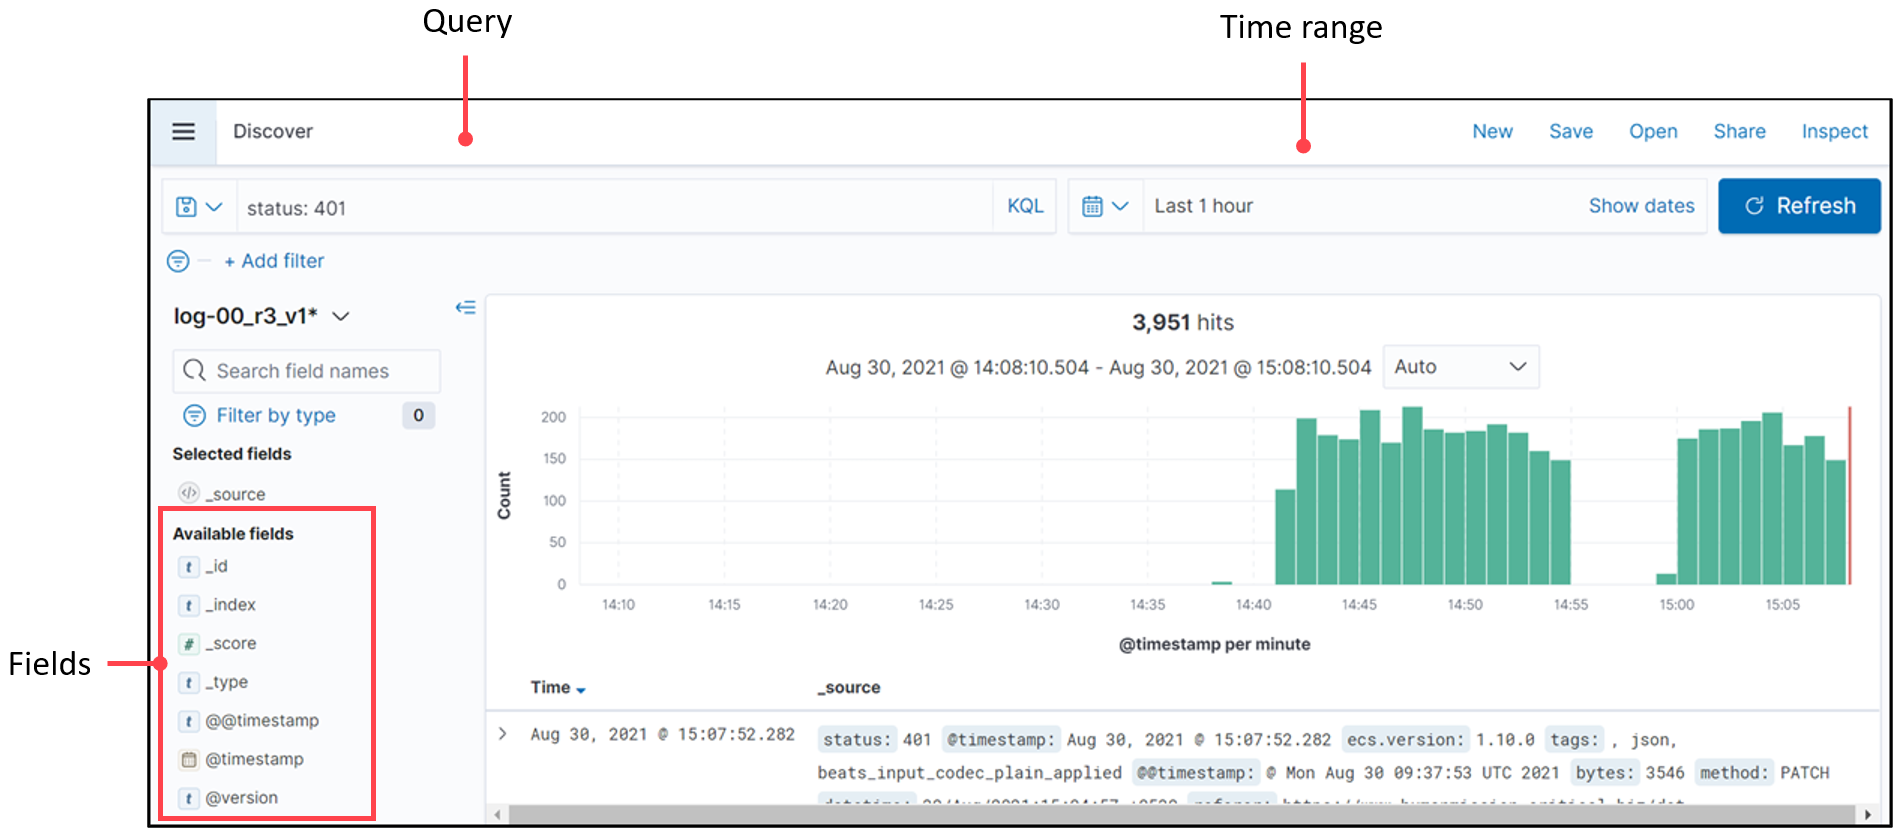 Query
Time range
Discover
New Save Open Share Inspect
status: 401 KQL Last 1 hour Show dates Refresh
+ Add filter
log-00_r3_v1*
Search field names
Filter by type 0
Selected fields
_source
Available fields
_id
_index
_score
_type
@@timestamp
@timestamp
@version
Fields
3,951 hits
Aug 30, 2021 @ 14:08:10.504 - Aug 30, 2021 @ 15:08:10.504 Auto
Count
200
150
100
50
0
14:10 14:15 14:20 14:25 14:30 14:35 14:40 14:45 14:50 14:55 15:00 15:05
@timestamp per minute
Time _source
Aug 30, 2021 @ 15:07:52.282 status: 401 @timestamp: Aug 30, 2021 @ 15:07:52.282 ecs.version: 1.10.0 tags: , json,
beats_input_codec_plain_applied @@timestamp: @ Mon Aug 30 09:37:53 UTC 2021 bytes: 3546 method: PATCH